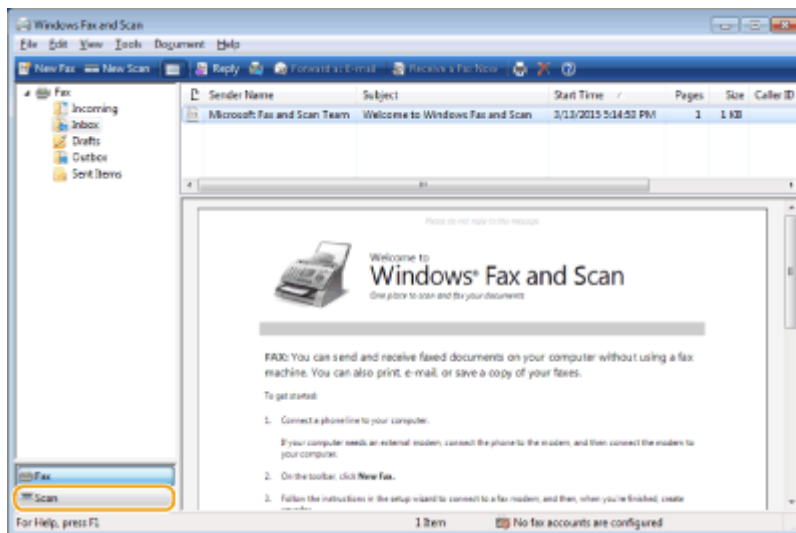 Windows Fax and Scan
File Edit View Tools Document Help
New Fax New Scan Reply Forward as E-mail Receive a Fax Now
Fax
Incoming
Inbox
Drafts
Outbox
Sent Items
Sender Name Subject Start Time Pages Size Caller ID
Microsoft Fax and Scan Team Welcome to Windows Fax and Scan 3/13/2015 5:14:53 PM 1 1 KB
Please do not reply to this message.
Welcome to
Windows® Fax and Scan
One place to scan and fax your documents
FAX: You can send and receive faxed documents on your computer without using a fax
machine. You can also print, e-mail, or save a copy of your faxes.
To get started:
1. Connect a phone line to your computer.
If your computer needs an external modem, connect the phone to the modem, and then connect the modem to
your computer.
2. On the toolbar, click New Fax.
3. Follow the instructions in the setup wizard to connect to a fax modem, and then, when you're finished, create
Fax
Scan
For Help, press F1 1 Item No fax accounts are configured